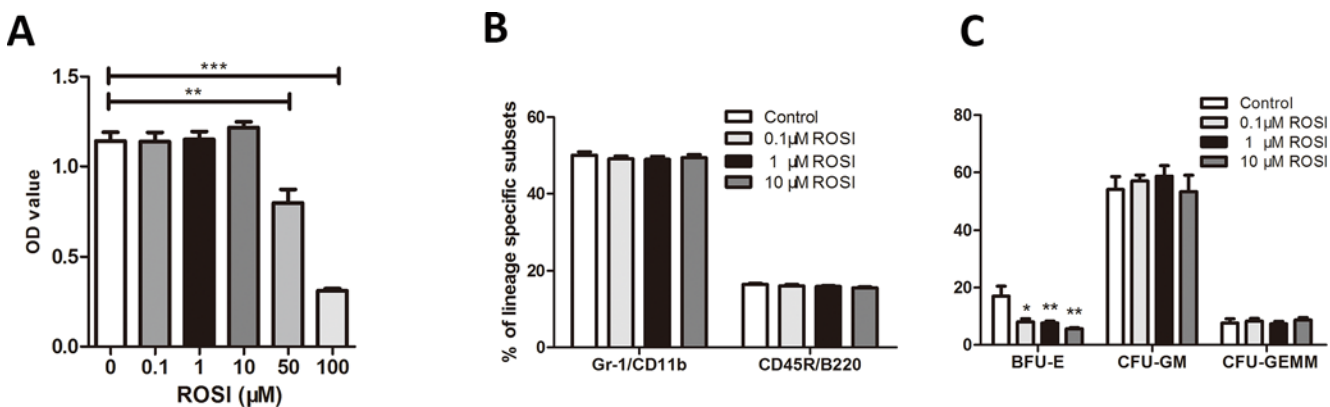 A
***
**
1.5
1.0
0.5
0.0
OD value
0 0.1 1 10 50 100
ROSI (µM)
B
% of lineage specific subsets
60
40
20
0
Control
0.1µM ROSI
1 µM ROSI
10 µM ROSI
Gr-1/CD11b CD45R/B220
C
80
60
40
20
0
Control
0.1µM ROSI
1 µM ROSI
10 µM ROSI
* ** **
BFU-E CFU-GM CFU-GEMM